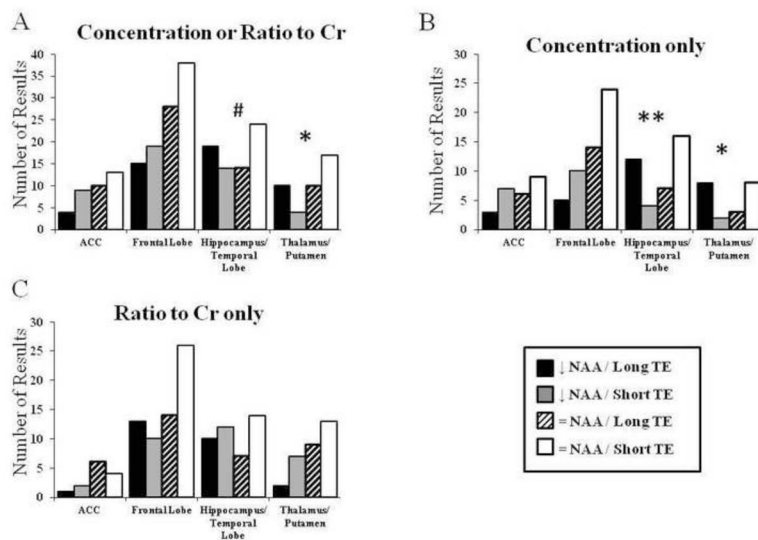 A
Concentration or Ratio to Cr
Number of Results
40
35
30
25
20
15
10
5
0
#
*
ACC
Frontal Lobe
Hippocampus/
Temporal
Lobe
Thalamus/
Putamen
B
Concentration only
Number of Results
30
25
20
15
10
5
0
**
*
ACC
Frontal Lobe
Hippocampus/
Temporal
Lobe
Thalamus/
Putamen
C
Ratio to Cr only
Number of Results
30
25
20
15
10
5
0
ACC
Frontal Lobe
Hippocampus/
Temporal
Lobe
Thalamus/
Putamen
↓ NAA / Long TE
↓ NAA / Short TE
= NAA / Long TE
= NAA / Short TE